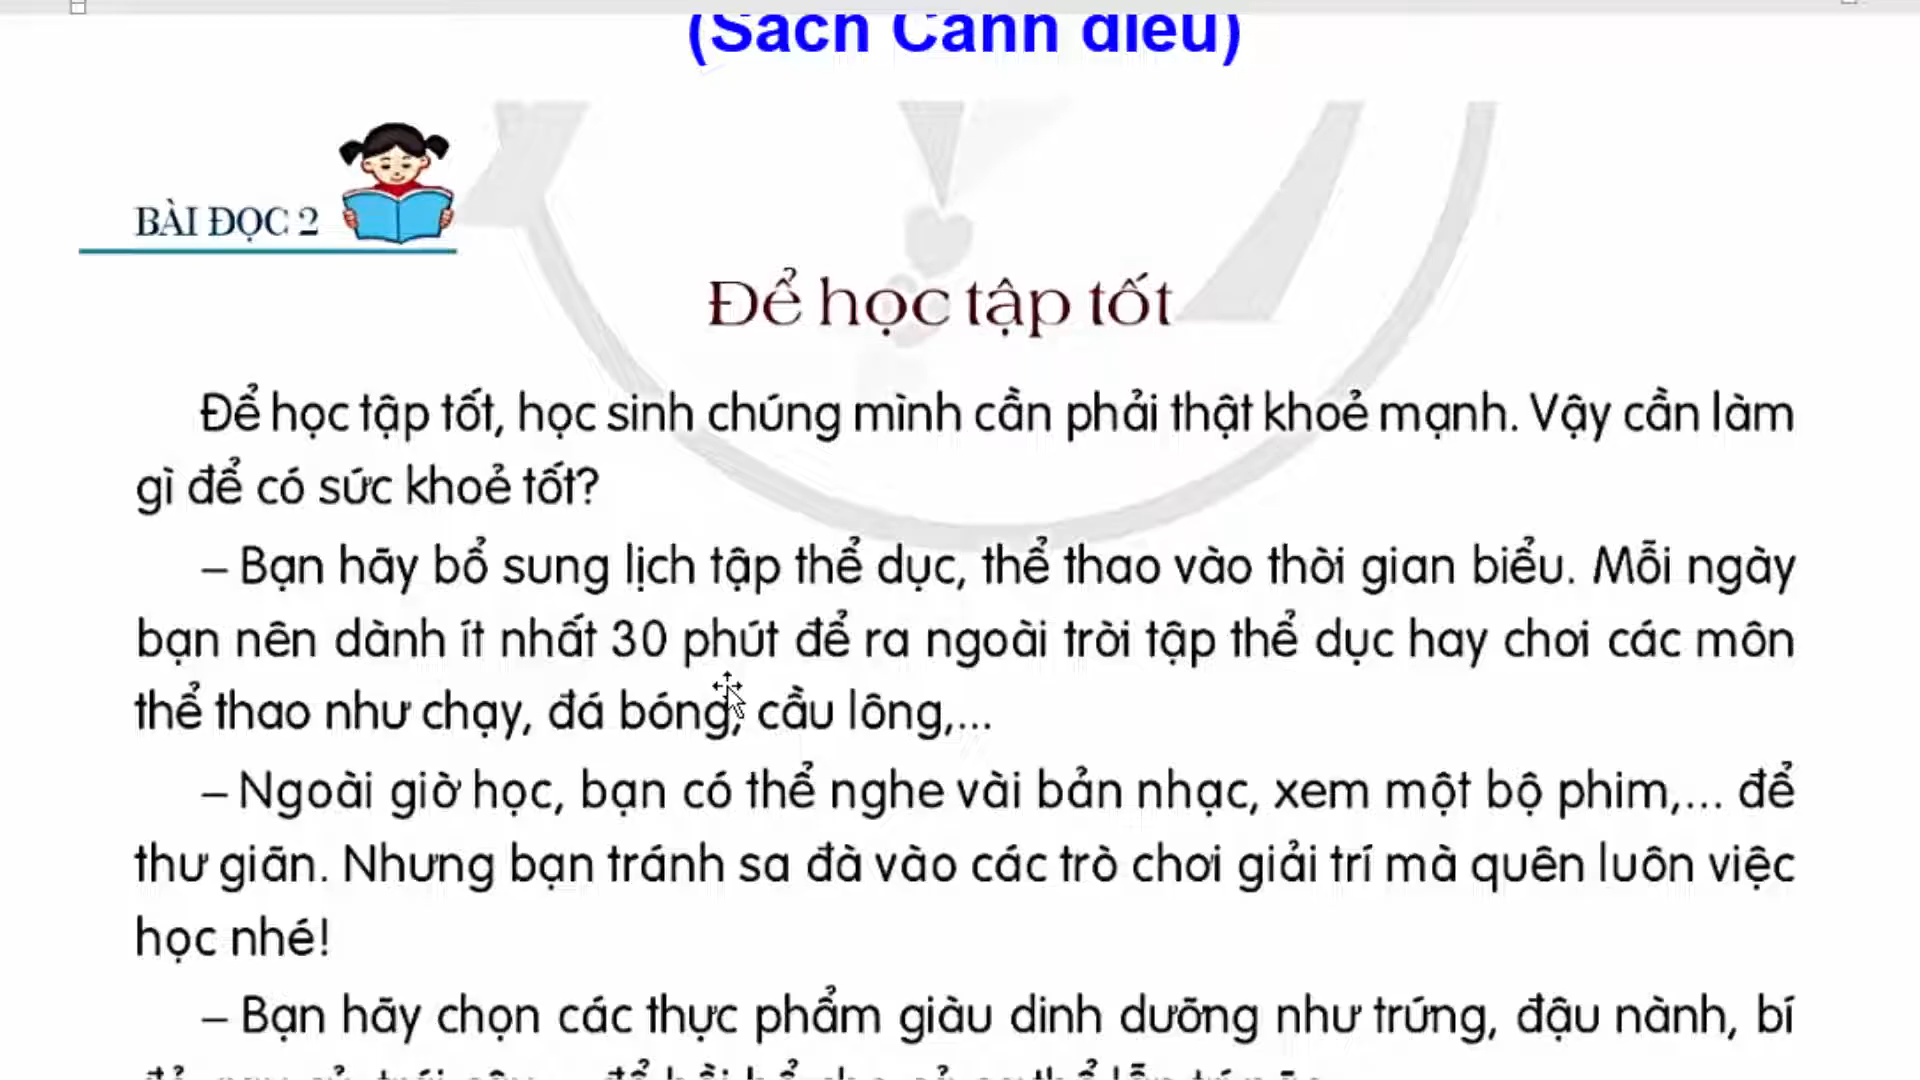 (Sách Cánh diều)
BÀI ĐỌC 2
Để học tập tốt
Để học tập tốt, học sinh chúng mình cần phải thật khoẻ mạnh. Vậy cần làm
gì để có sức khoẻ tốt?
– Bạn hãy bổ sung lịch tập thể dục, thể thao vào thời gian biểu. Mỗi ngày
bạn nên dành ít nhất 30 phút để ra ngoài trời tập thể dục hay chơi các môn
thể thao như chạy, đá bóng, cầu lông,...
– Ngoài giờ học, bạn có thể nghe vài bản nhạc, xem một bộ phim,... để
thư giãn. Nhưng bạn tránh sa đà vào các trò chơi giải trí mà quên luôn việc
học nhé!
– Bạn hãy chọn các thực phẩm giàu dinh dưỡng như trứng, đậu nành, bí